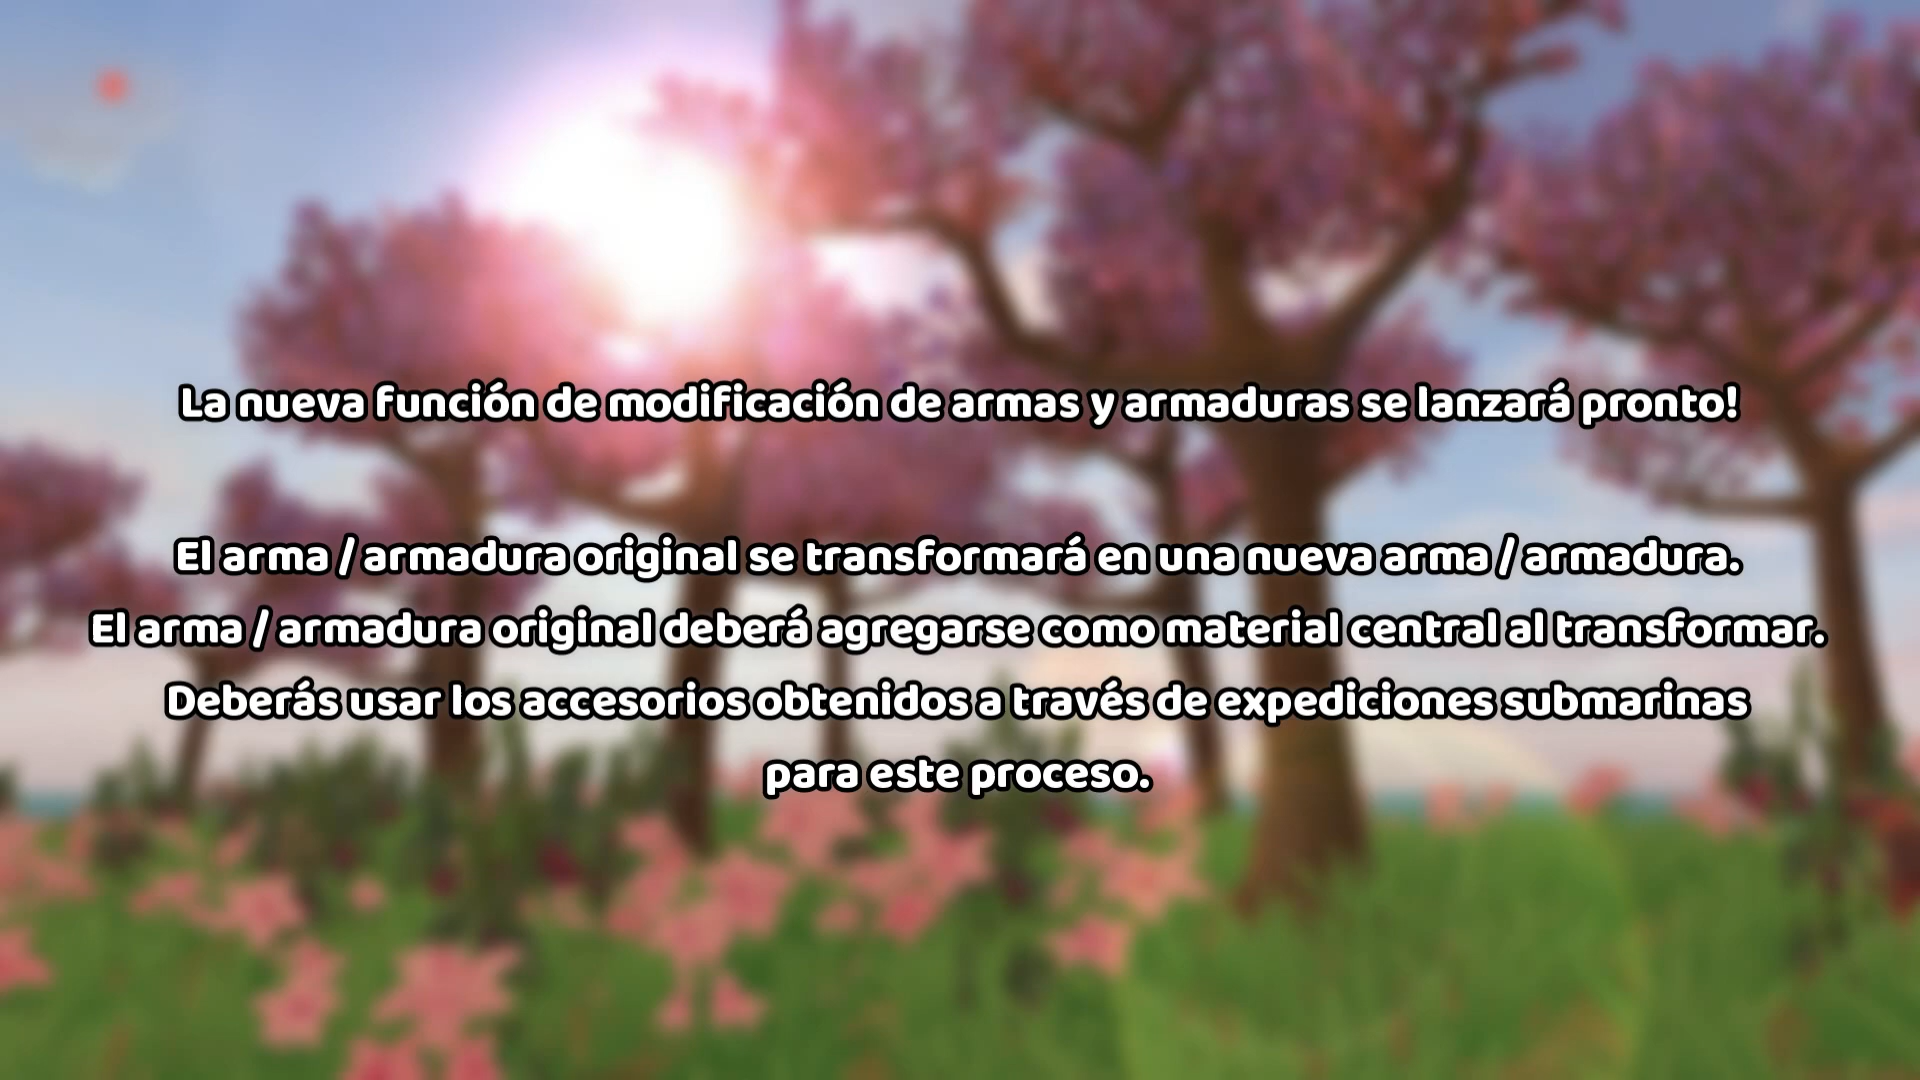 La nueva función de modificación de armas y armaduras se lanzará pronto!
El arma / armadura original se transformará en una nueva arma / armadura.
El arma / armadura original deberá agregarse como material central al transformar.
Deberás usar los accesorios obtenidos a través de expediciones submarinas
para este proceso.